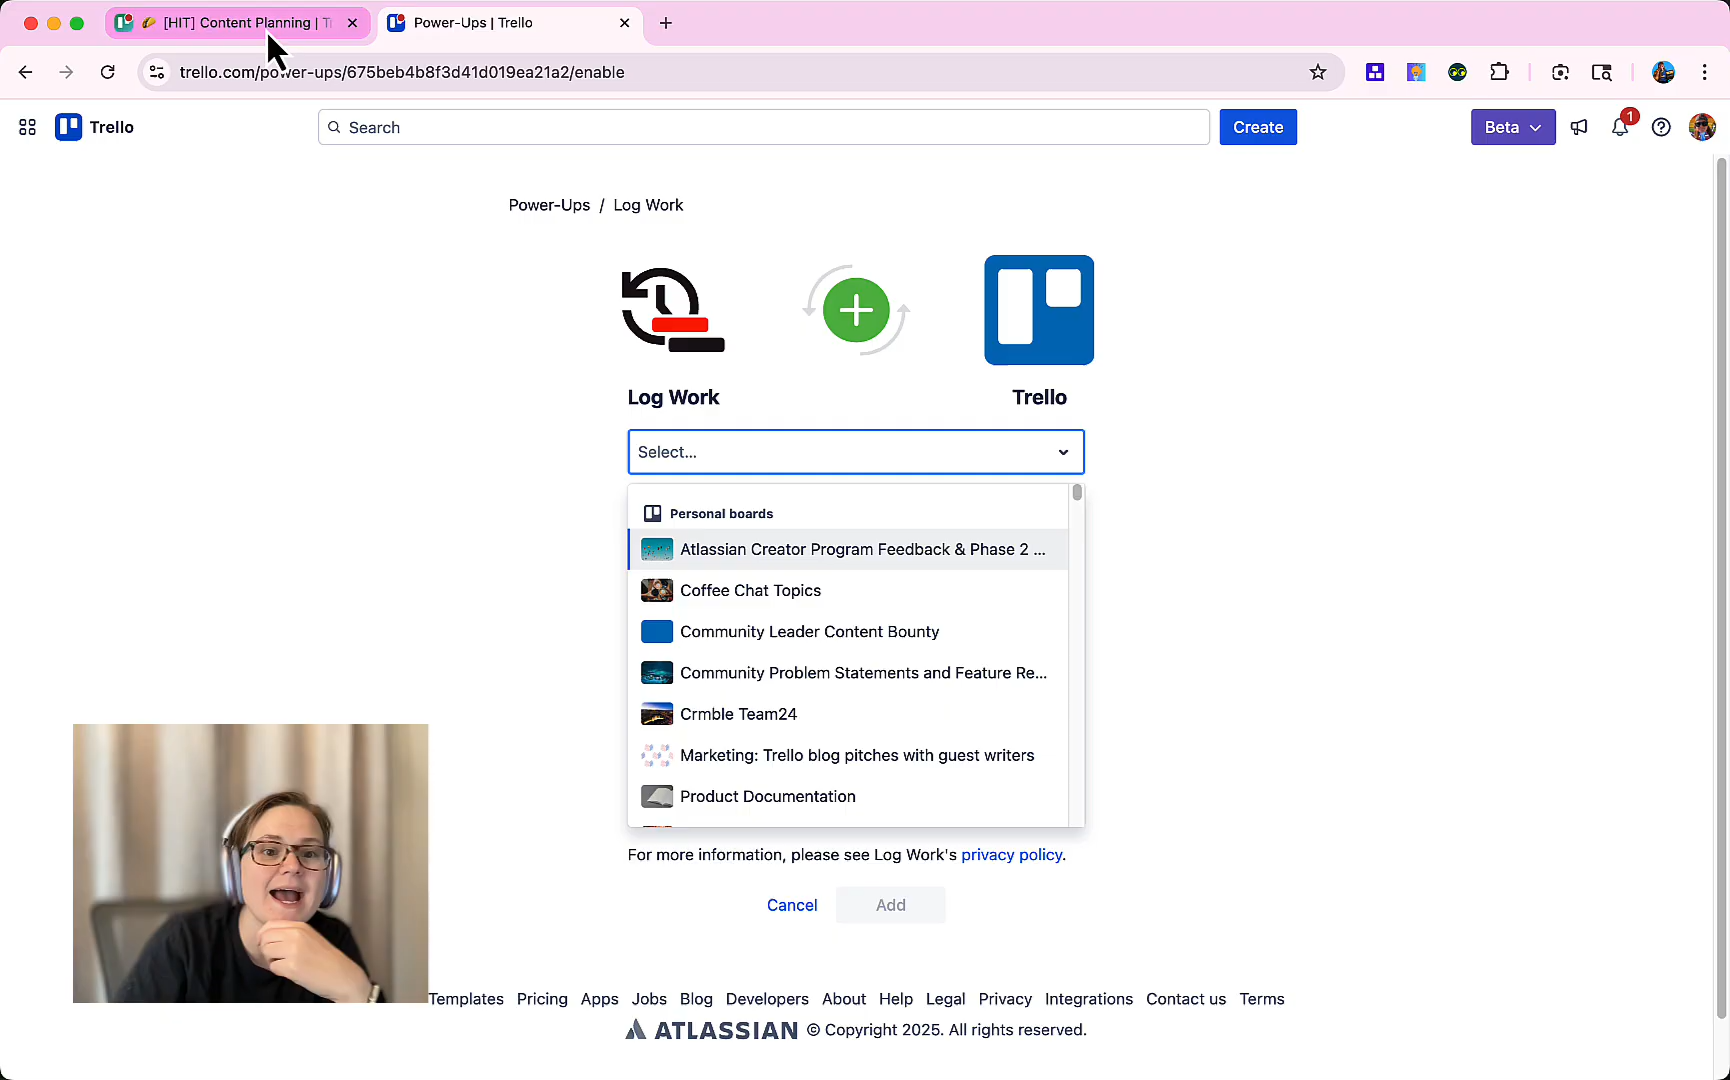 [HIT] Content Planning |
Power-Ups | Trello
trello.com/power-ups/675beb4b8f3d41d019ea21a2/enable
Trello
Search
Create
Beta
1
Power-Ups / Log Work
Log Work
Trello
Select...
Personal boards
Atlassian Creator Program Feedback & Phase 2 ...
Coffee Chat Topics
Community Leader Content Bounty
Community Problem Statements and Feature Re...
Crmble Team24
Marketing: Trello blog pitches with guest writers
Product Documentation
For more information, please see Log Work's privacy policy.
Cancel
Add
Templates Pricing Apps Jobs Blog Developers About Help Legal Privacy Integrations Contact us Terms
ATLASSIAN © Copyright 2025. All rights reserved.